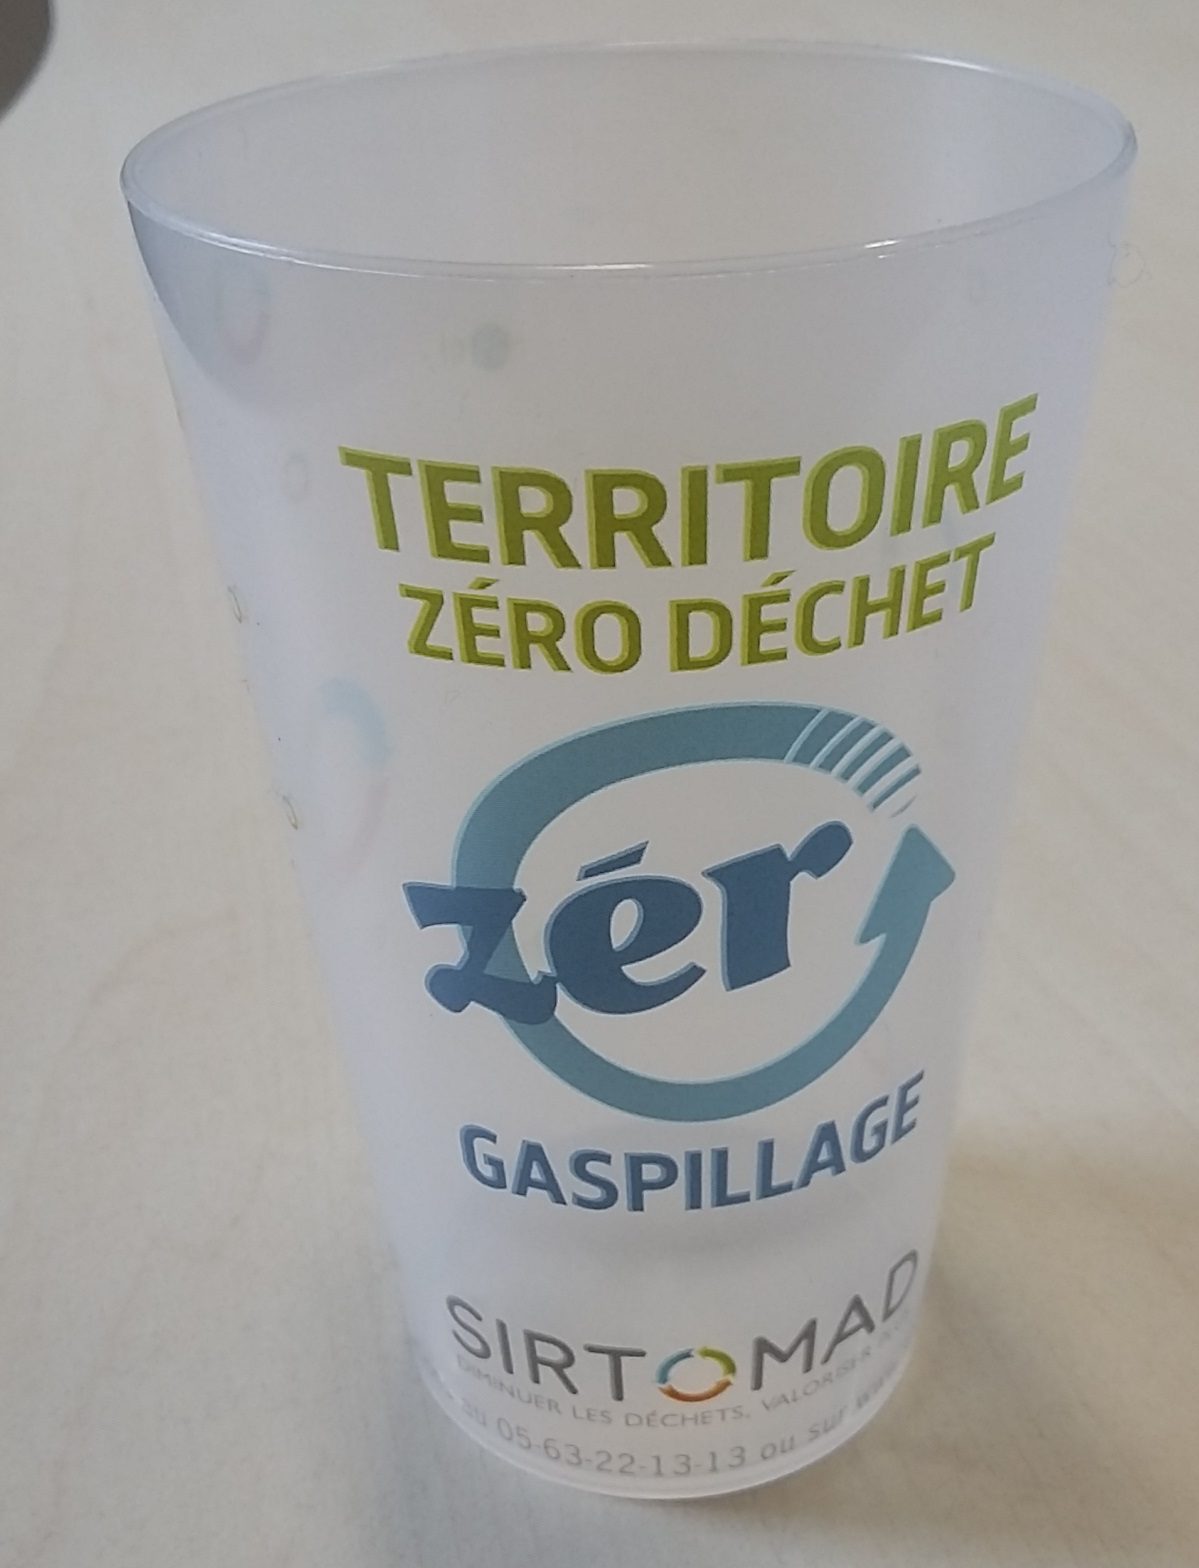 TERRITOIRE
ZÉRO DÉCHET
zér
GASPILLAGE
SIRTOMAD
DIMINUER LES DÉCHETS, VALORISER
au 05-63-22-13-13 ou sur